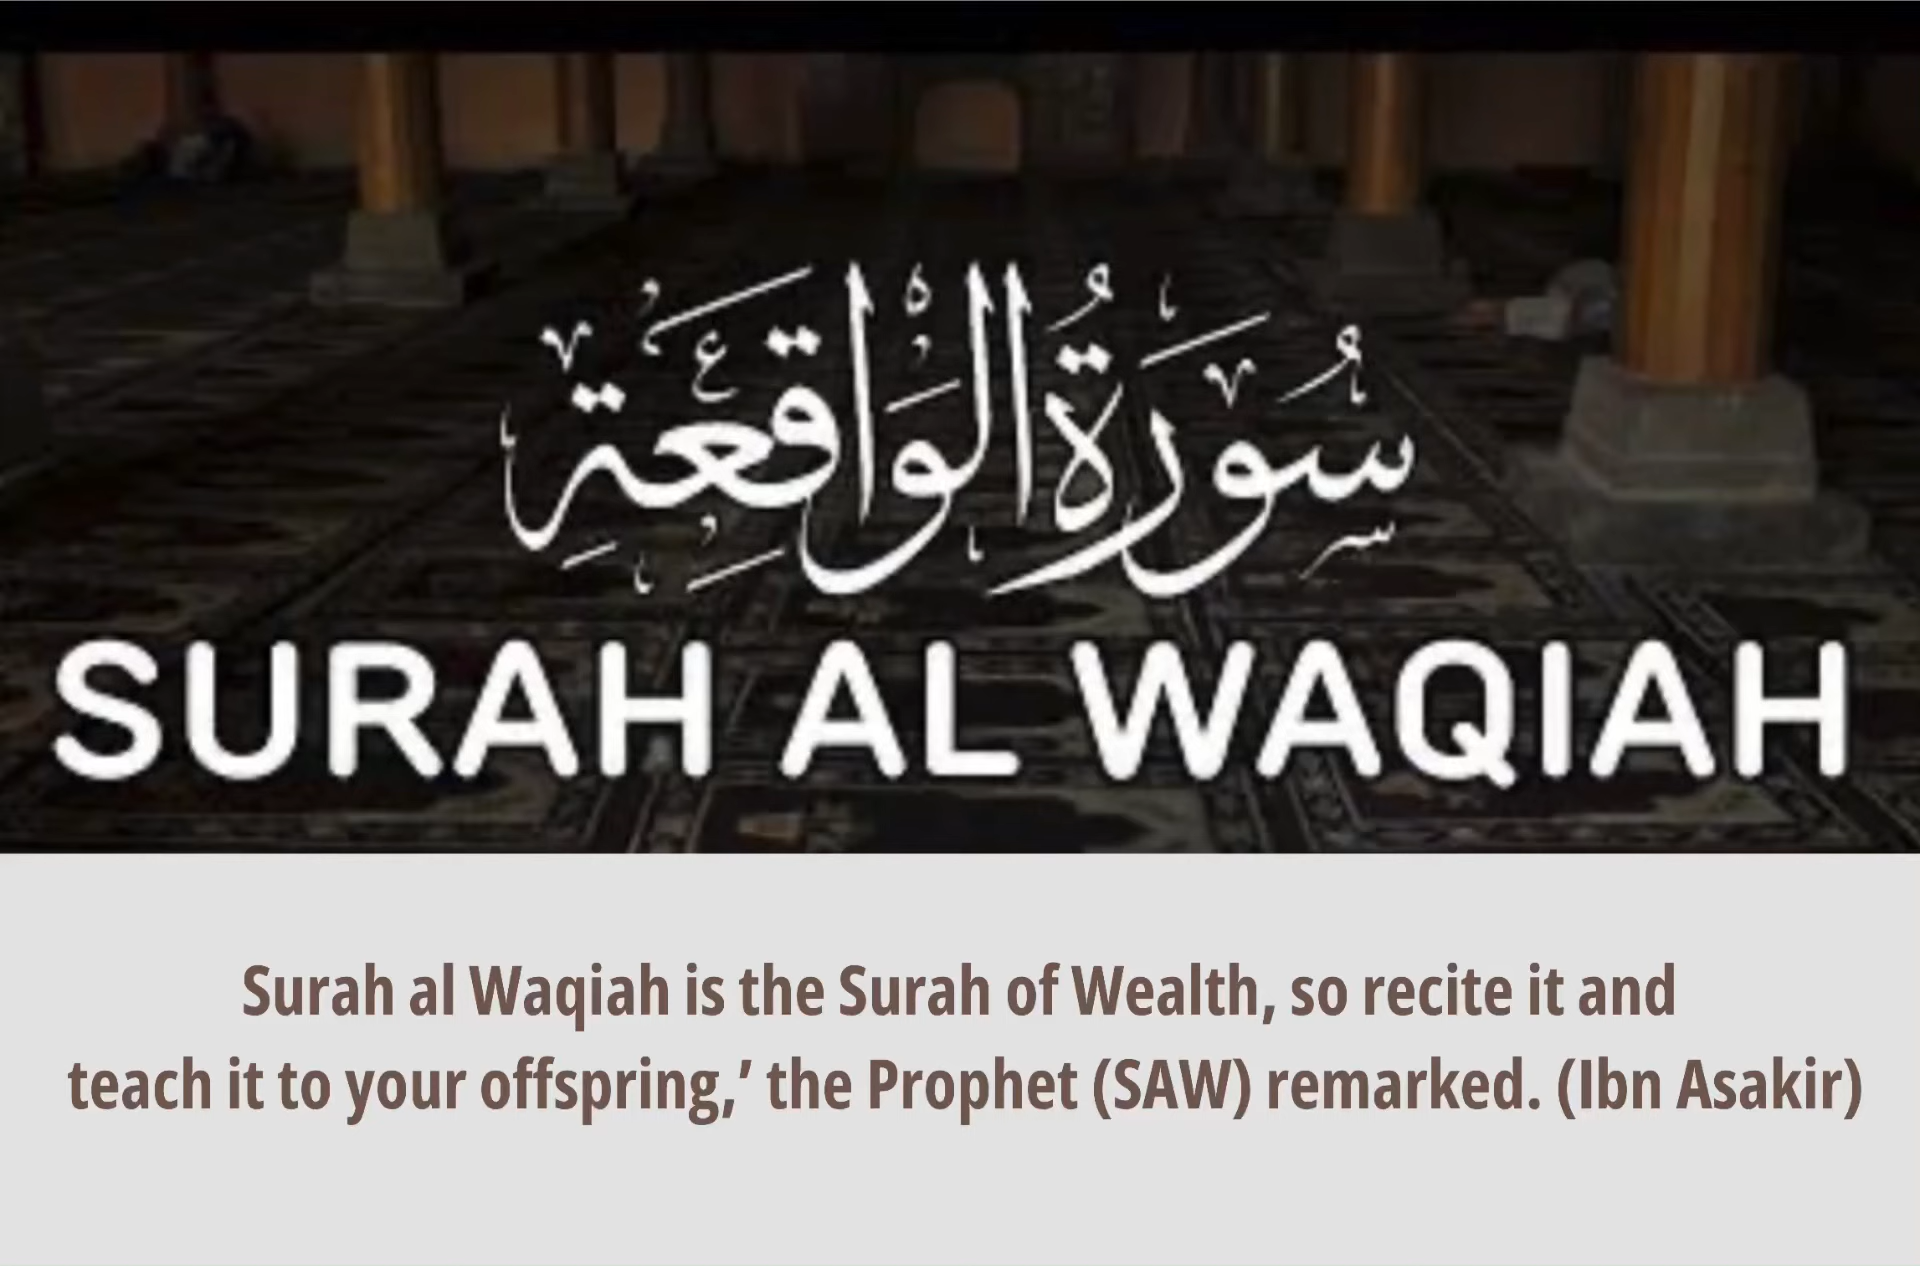 سُورَةُ الْوَاقِعَةِ
SURAH AL WAQIAH
Surah al Waqiah is the Surah of Wealth, so recite it and
teach it to your offspring,’ the Prophet (SAW) remarked. (Ibn Asakir)